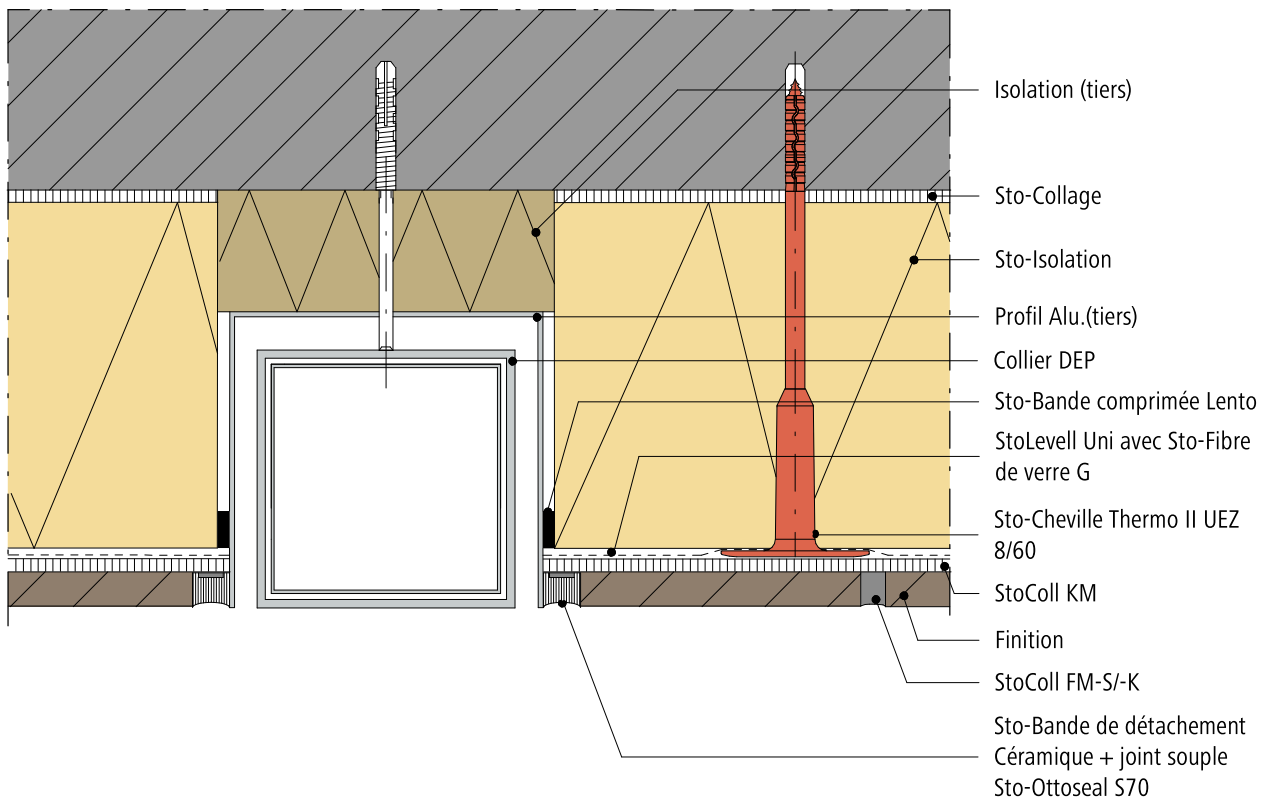 Isolation (tiers)
Sto-Collage
Sto-Isolation
Profil Alu.(tiers)
Collier DEP
Sto-Bande comprimée Lento
StoLevell Uni avec Sto-Fibre
de verre G
Sto-Cheville Thermo II UEZ
8/60
StoColl KM
Finition
StoColl FM-S/-K
Sto-Bande de détachement
Céramique + joint souple
Sto-Ottoseal S70